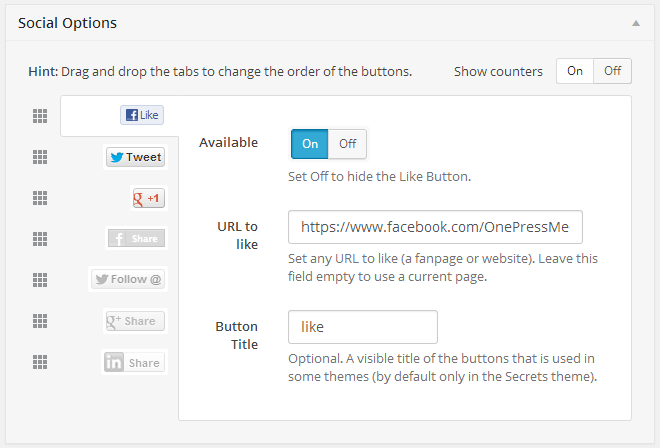 Social Options
Hint: Drag and drop the tabs to change the order of the buttons.
Show counters On Off
Like
Tweet
g +1
f Share
Follow @
g+ Share
in Share
Available On Off
Set Off to hide the Like Button.
URL to like
https://www.facebook.com/OnePressMe
Set any URL to like (a fanpage or website). Leave this
field empty to use a current page.
Button Title
like
Optional. A visible title of the buttons that is used in
some themes (by default only in the Secrets theme).